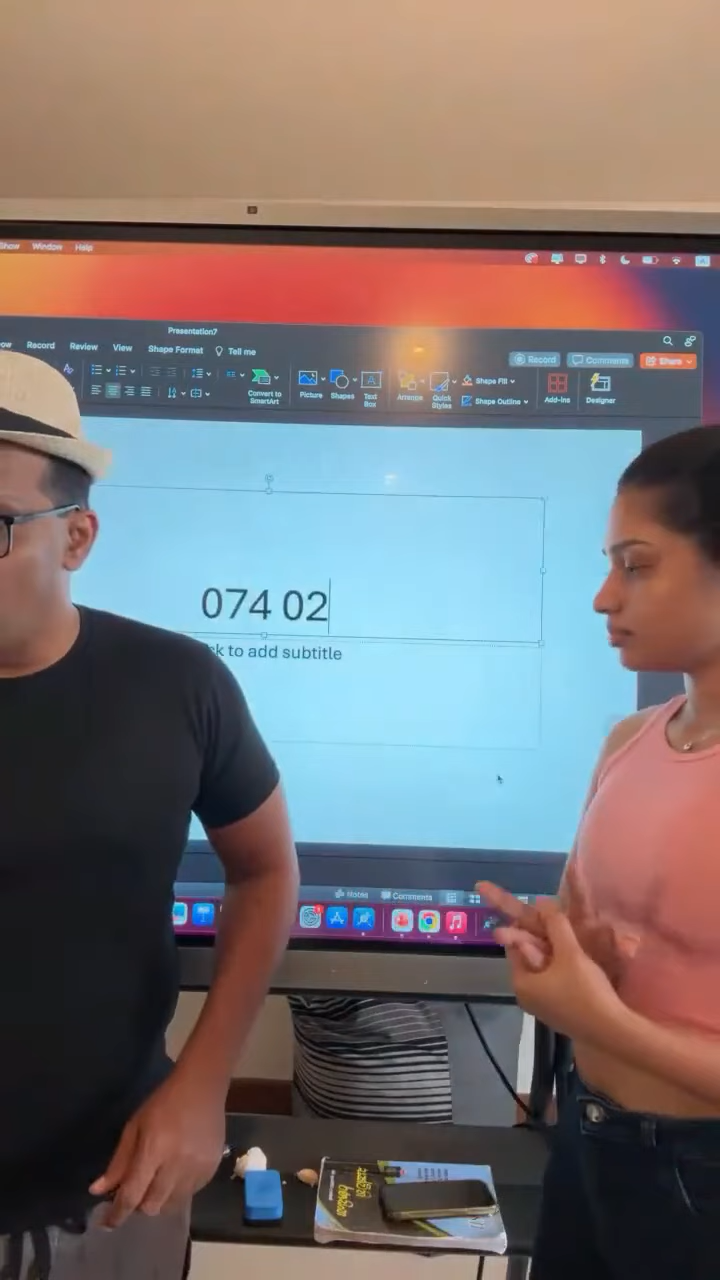 Show Window Help
Presentation7
Record Review View Shape Format Tell me
Record Comments Share
Convert to SmartArt
Picture Shapes Text Box Arrange Quick Styles Shape Fill Shape Outline Add-ins Designer
074 02
ck to add subtitle
Notes Comments